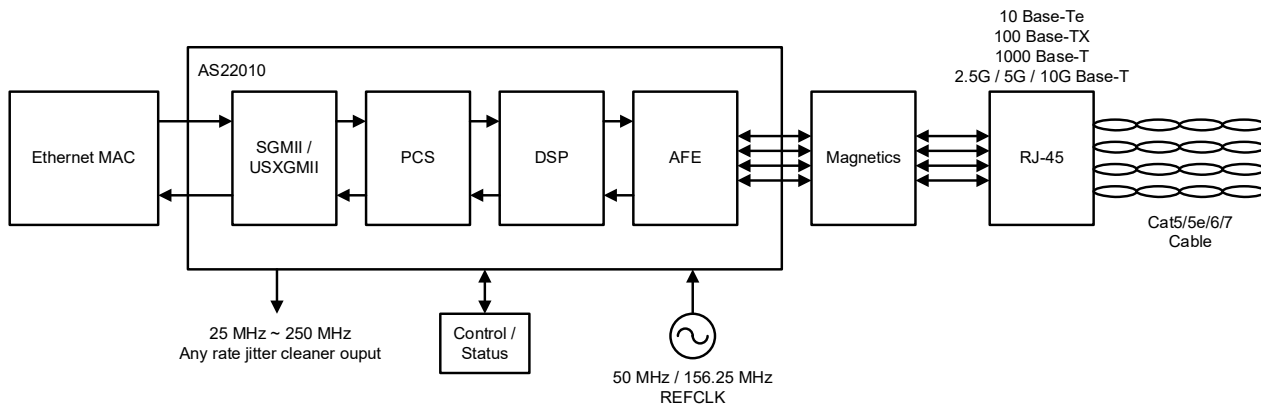 10 Base-Te
100 Base-TX
1000 Base-T
2.5G / 5G / 10G Base-T
AS22010
Ethernet MAC
SGMII /
USXGMII
PCS
DSP
AFE
Magnetics
RJ-45
Cat5/5e/6/7
Cable
25 MHz ~ 250 MHz
Any rate jitter cleaner ouput
Control /
Status
50 MHz / 156.25 MHz
REFCLK